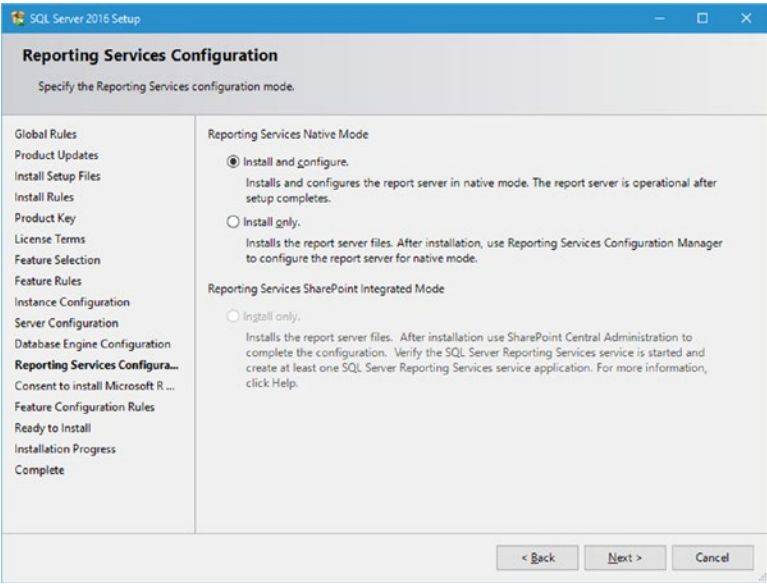 SQL Server 2016 Setup
Reporting Services Configuration
Specify the Reporting Services configuration mode.
Global Rules
Product Updates
Install Setup Files
Install Rules
Product Key
License Terms
Feature Selection
Feature Rules
Instance Configuration
Server Configuration
Database Engine Configuration
Reporting Services Configura...
Consent to install Microsoft R ...
Feature Configuration Rules
Ready to Install
Installation Progress
Complete
Reporting Services Native Mode
Install and configure.
Installs and configures the report server in native mode. The report server is operational after
setup completes.
Install only.
Installs the report server files. After installation, use Reporting Services Configuration Manager
to configure the report server for native mode.
Reporting Services SharePoint Integrated Mode
Install only.
Installs the report server files. After installation use SharePoint Central Administration to
complete the configuration. Verify the SQL Server Reporting Services service is started and
create at least one SQL Server Reporting Services service application. For more information,
click Help.
< Back
Next >
Cancel